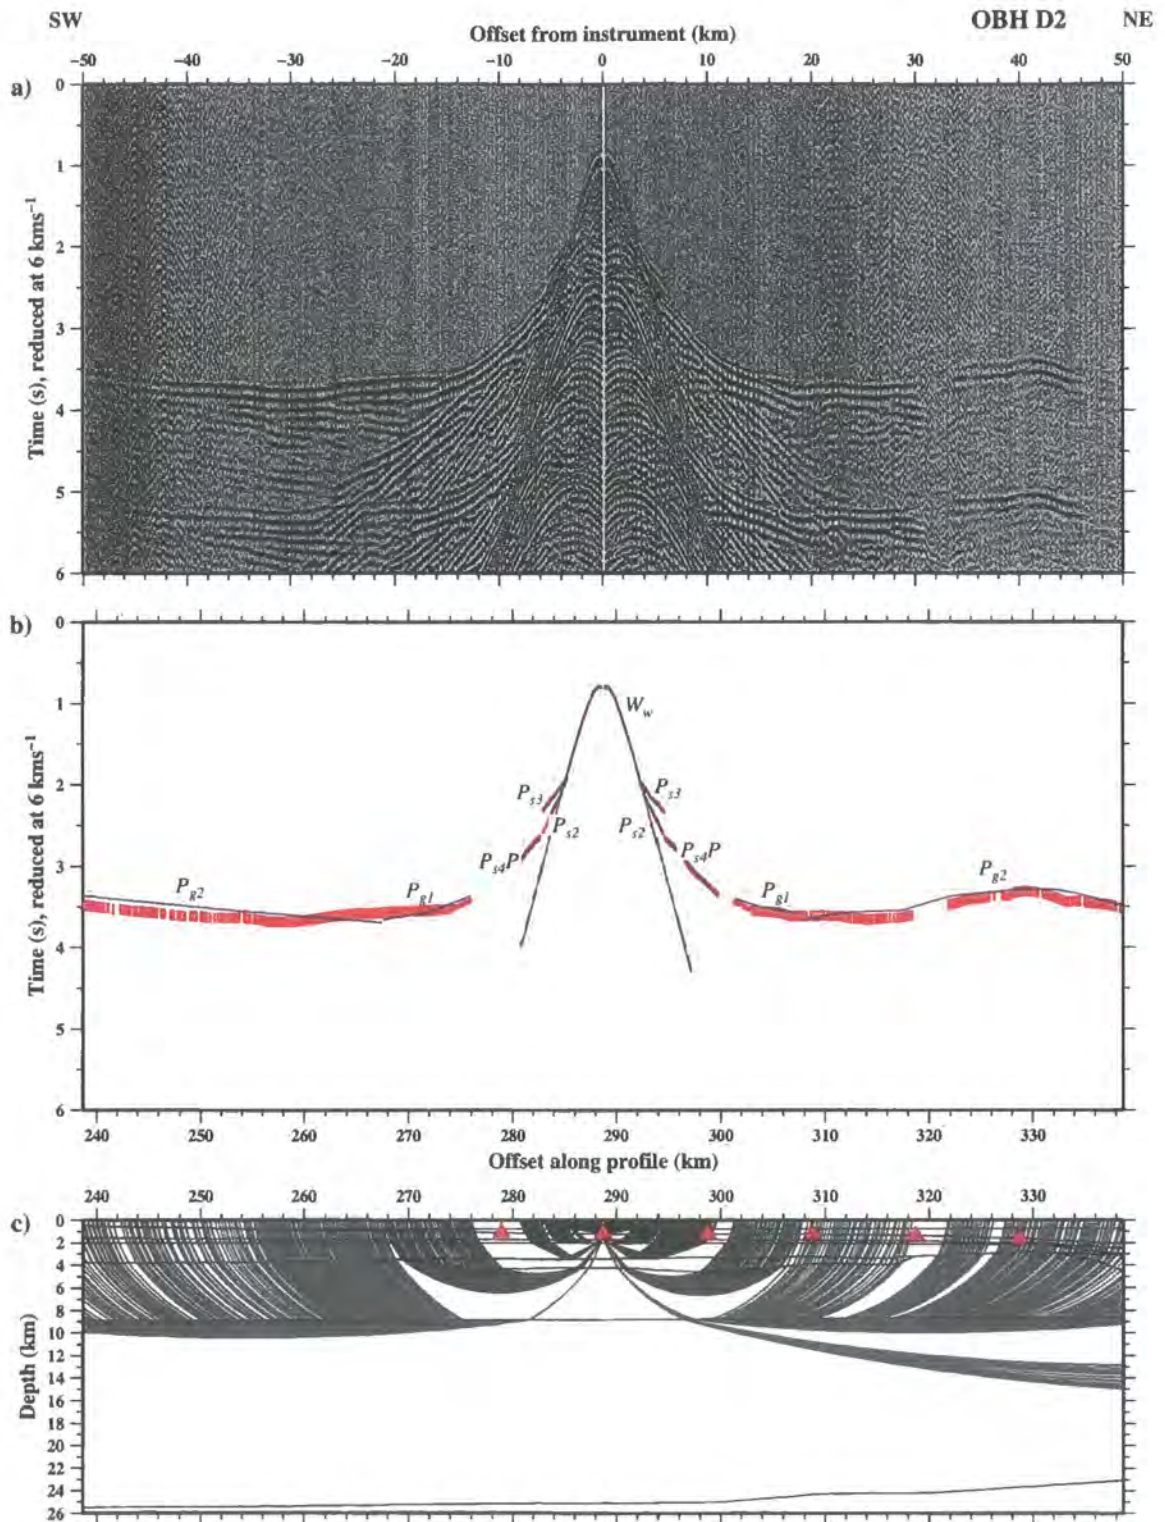 SW OBH D2 NE
Offset from instrument (km)
−50 −40 −30 −20 −10 0 10 20 30 40 50
a)
0
1
2
3
4
5
6
Time (s), reduced at 6 kms⁻¹
b)
0
1
2
3
4
5
6
Time (s), reduced at 6 kms⁻¹
Ww
Ps3 Ps3
Ps2 Ps2
Ps4P Ps4P
Pg2 Pg1 Pg1 Pg2
240 250 260 270 280 290 300 310 320 330
Offset along profile (km)
240 250 260 270 280 290 300 310 320 330
c)
0
2
4
6
8
10
12
14
16
18
20
22
24
26
Depth (km)